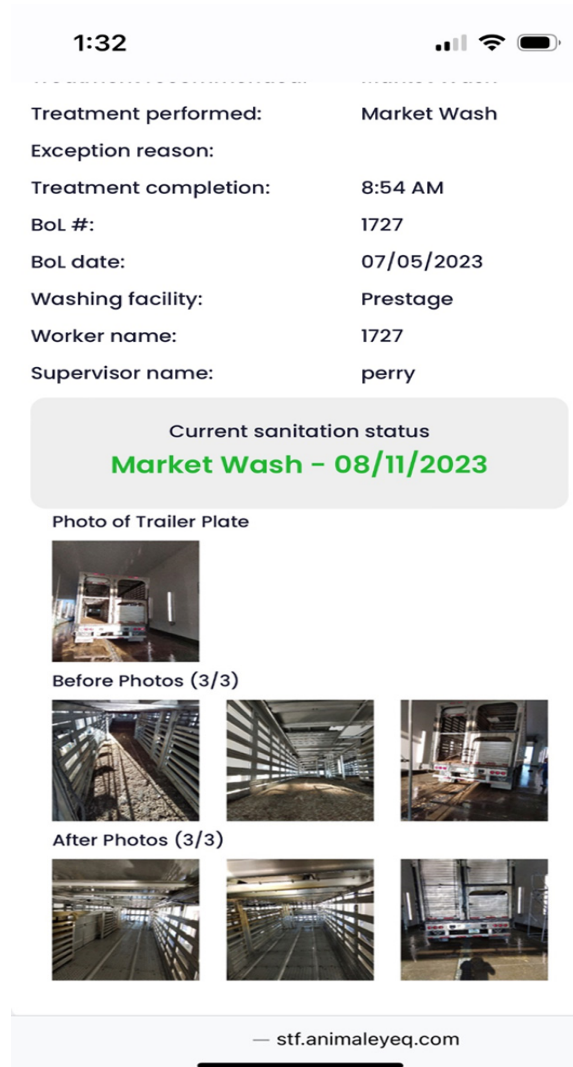 1:32
Treatment performed: Market Wash
Exception reason:
Treatment completion: 8:54 AM
BoL #: 1727
BoL date: 07/05/2023
Washing facility: Prestage
Worker name: 1727
Supervisor name: perry
Current sanitation status
Market Wash - 08/11/2023
Photo of Trailer Plate
Before Photos (3/3)
After Photos (3/3)
— stf.animaleyeq.com